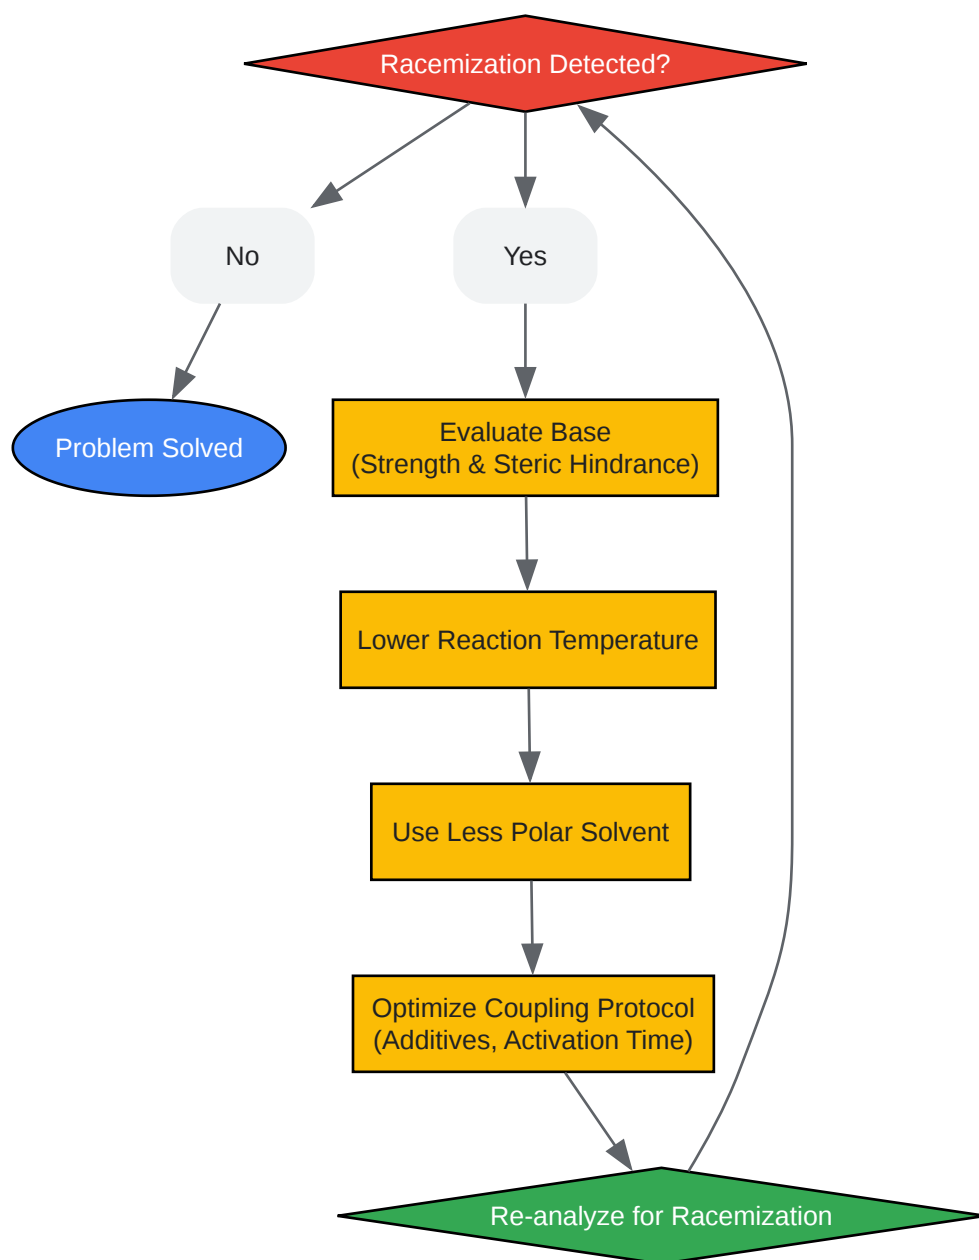 Racemization Detected?
No
Yes
Problem Solved
Evaluate Base
(Strength & Steric Hindrance)
Lower Reaction Temperature
Use Less Polar Solvent
Optimize Coupling Protocol
(Additives, Activation Time)
Re-analyze for Racemization